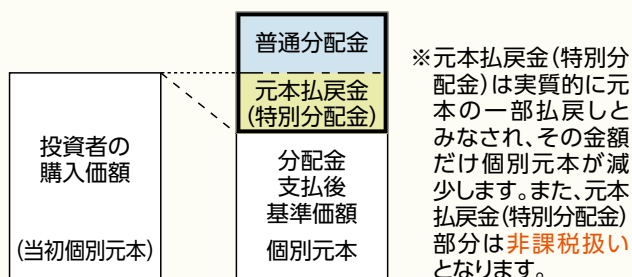 投資者の
購入価額
(当初個別元本)
普通分配金
元本払戻金
(特別分配金)
分配金
支払後
基準価額
個別元本
※元本払戻金(特別分
配金)は実質的に元
本の一部払戻しと
みなされ、その金額
だけ個別元本が減
少します。また、元本
払戻金(特別分配金)
部分は非課税扱い
となります。